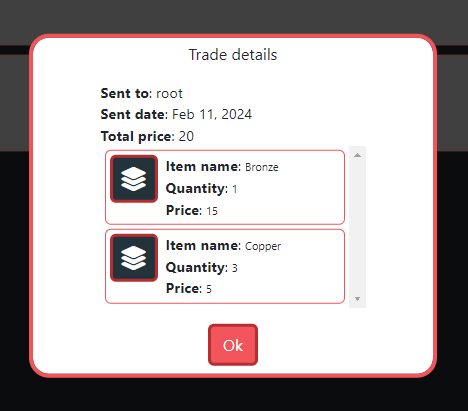 Trade details
Sent to: root
Sent date: Feb 11, 2024
Total price: 20
Item name: Bronze
Quantity: 1
Price: 15
Item name: Copper
Quantity: 3
Price: 5
Ok